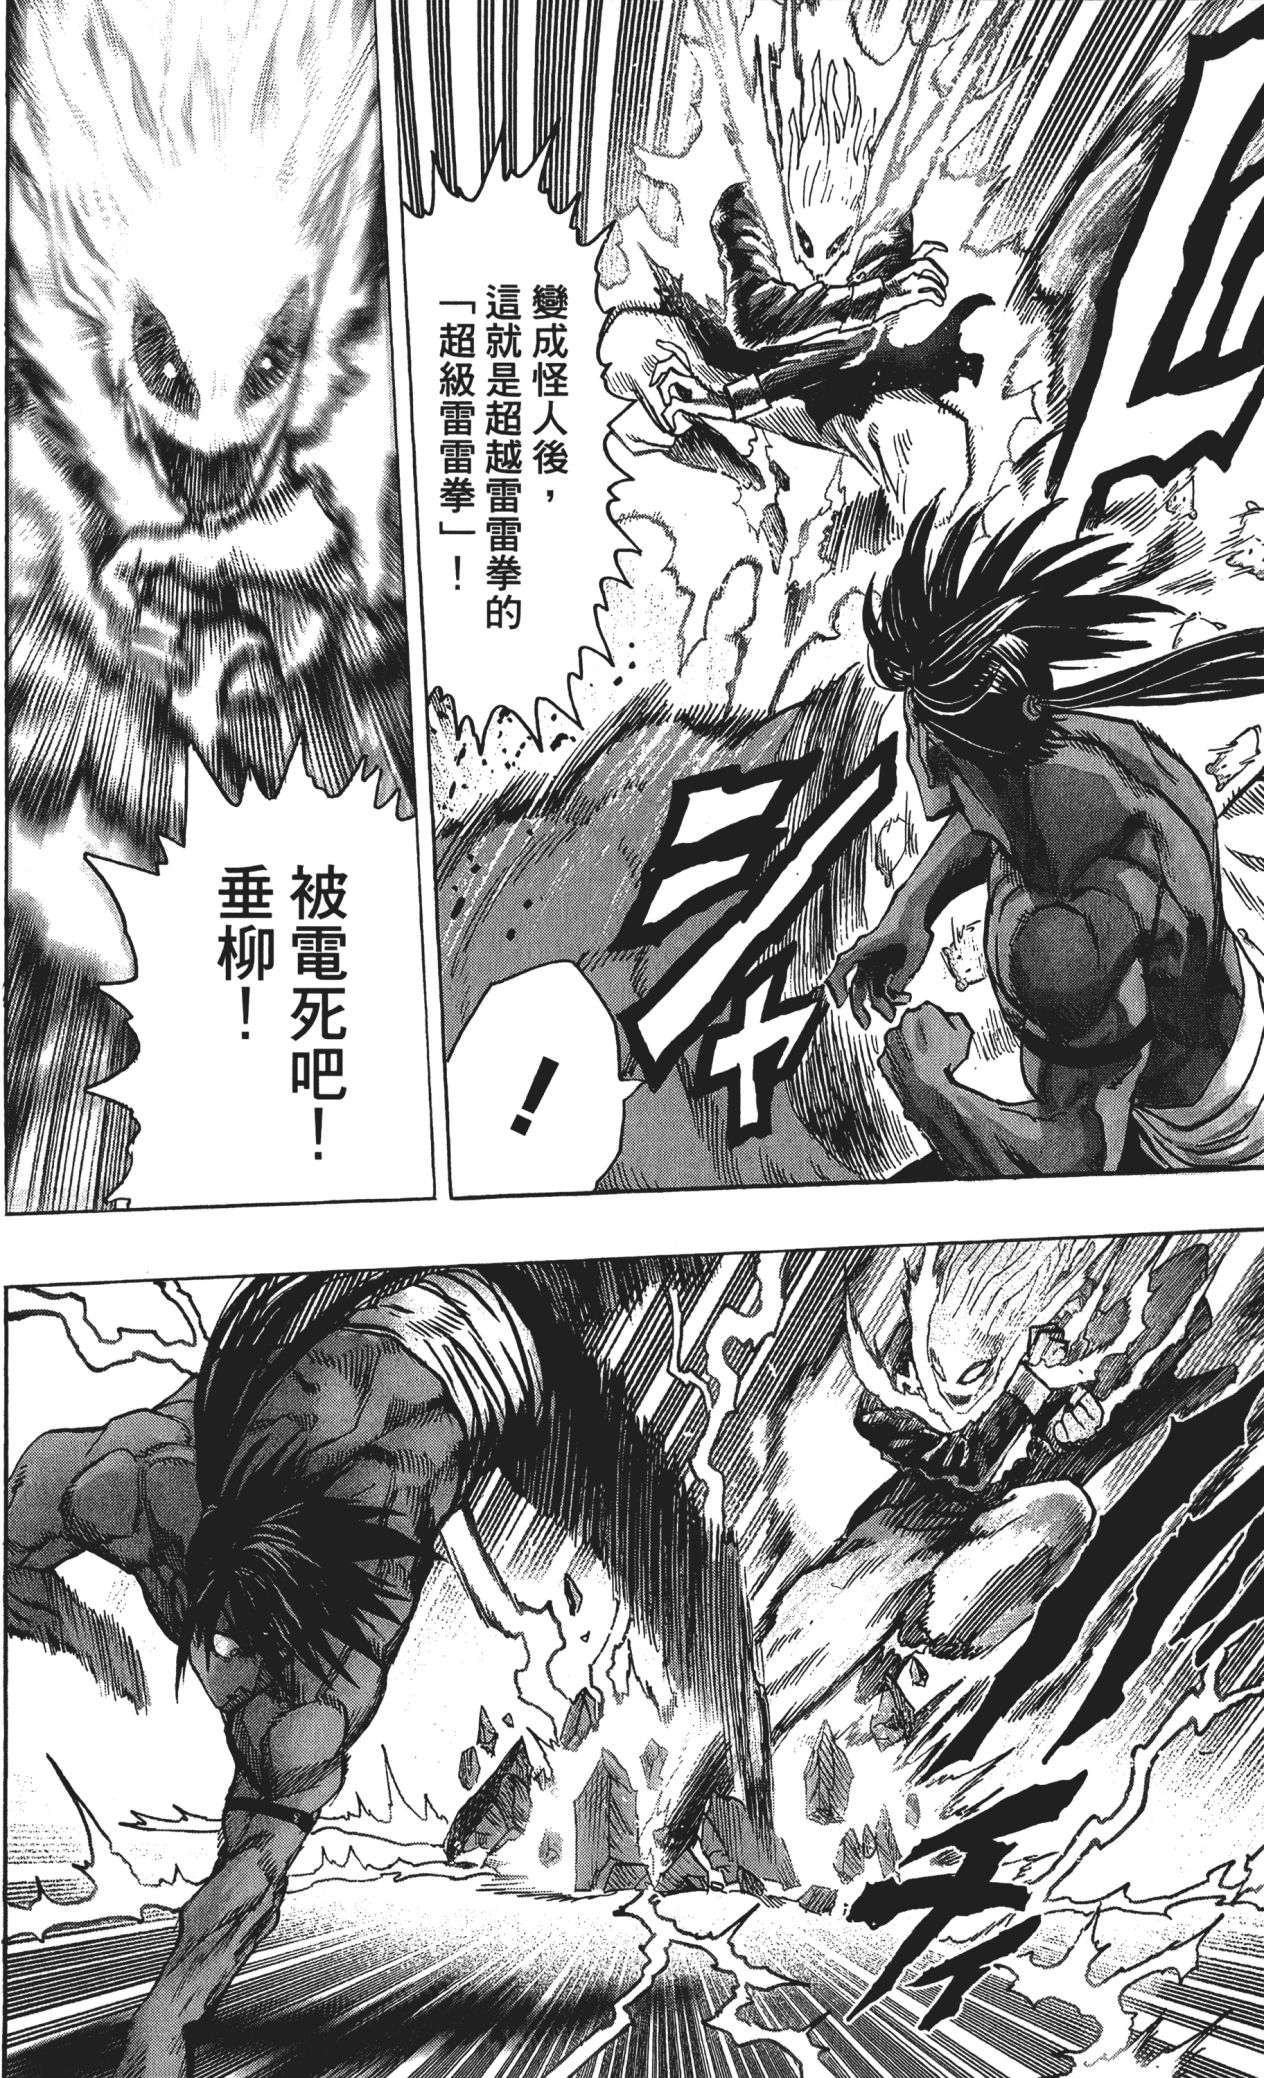 變成怪人後，
這就是超越雷雷拳的
「超級雷雷拳」！
！
被電死吧！
垂柳！